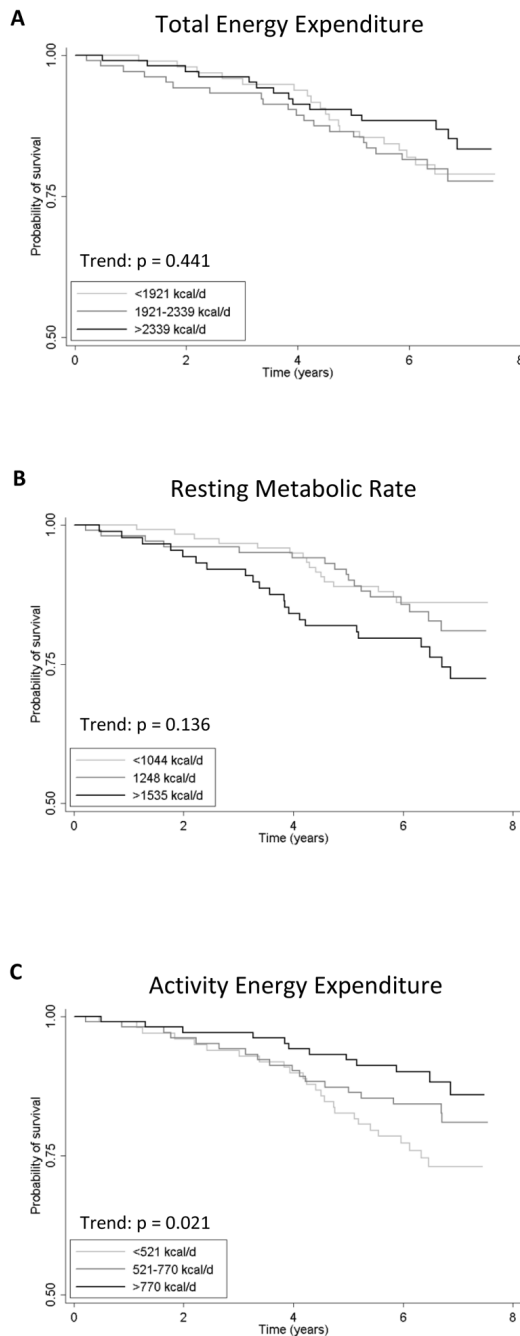 A
Total Energy Expenditure
1.00
0.75
0.50
Probability of survival
Trend: p = 0.441
<1921 kcal/d
1921-2339 kcal/d
>2339 kcal/d
0 2 4 6 8
Time (years)
B
Resting Metabolic Rate
1.00
0.75
0.50
Probability of survival
Trend: p = 0.136
<1044 kcal/d
1248 kcal/d
>1535 kcal/d
0 2 4 6 8
Time (years)
C
Activity Energy Expenditure
1.00
0.75
0.50
Probability of survival
Trend: p = 0.021
<521 kcal/d
521-770 kcal/d
>770 kcal/d
0 2 4 6 8
Time (years)